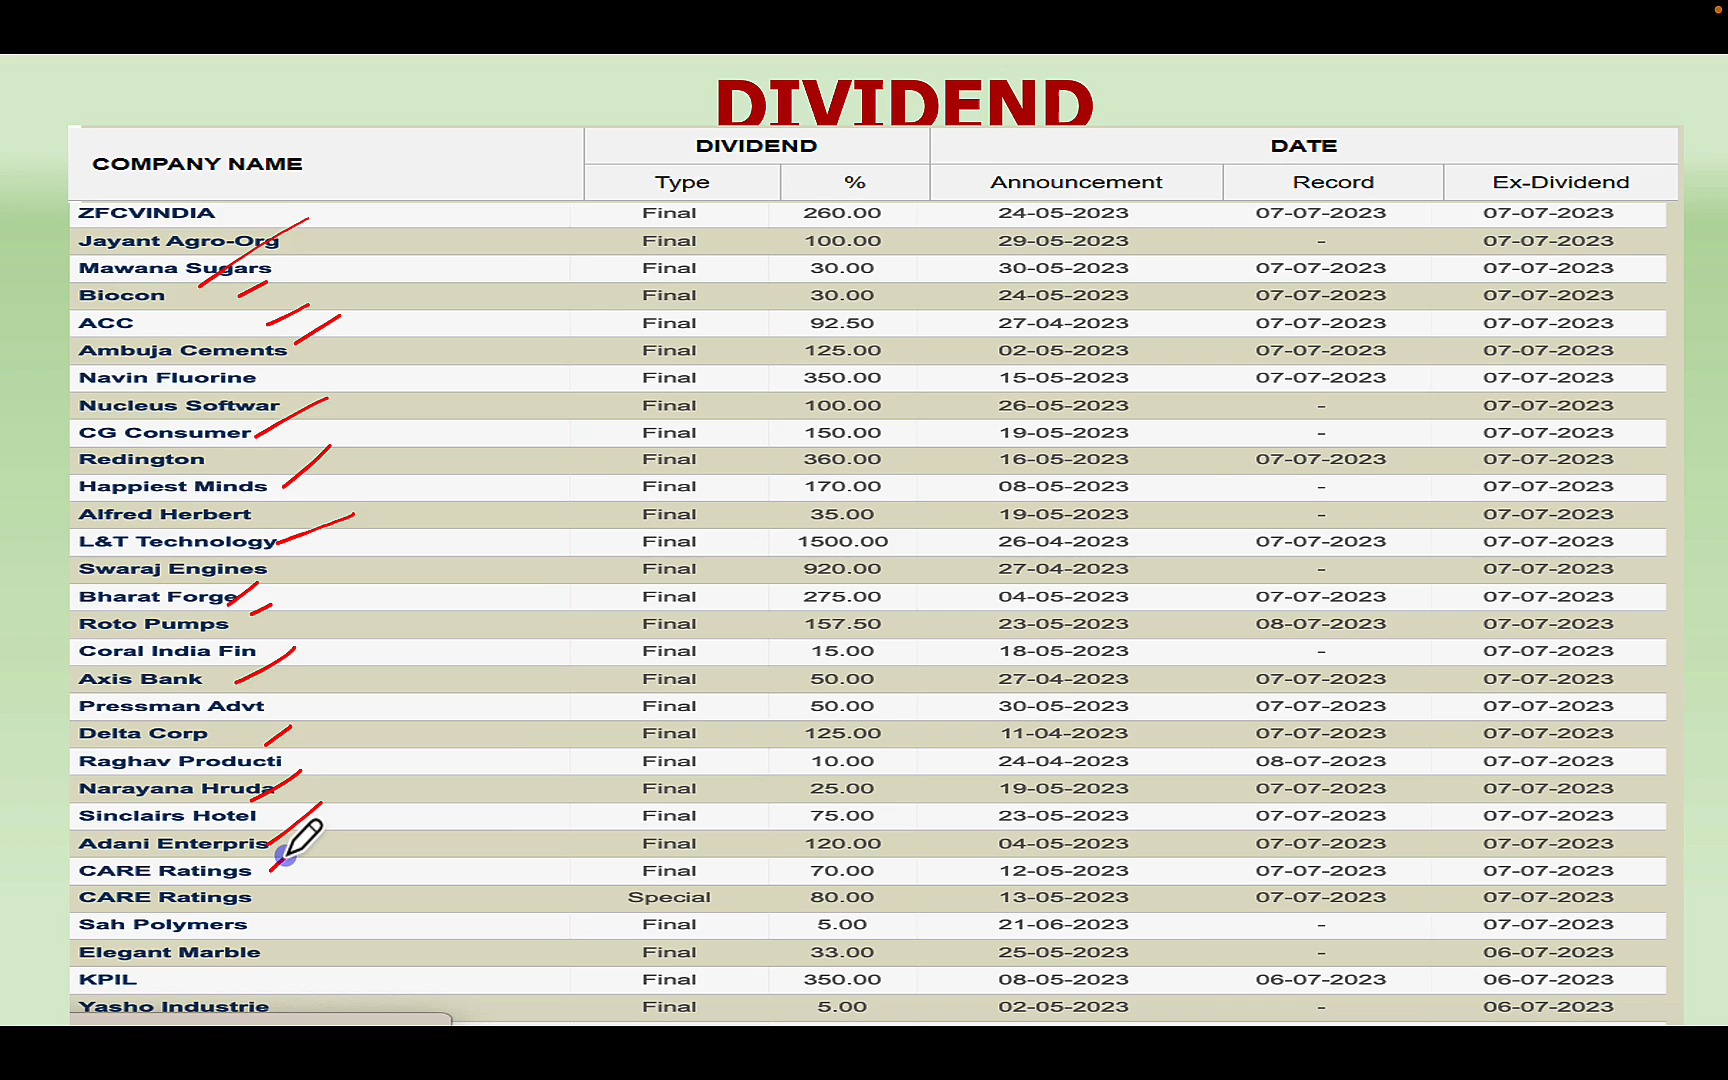 DIVIDEND
COMPANY NAME DIVIDEND DATE
Type % Announcement Record Ex-Dividend
ZFCVINDIA Final 260.00 24-05-2023 07-07-2023 07-07-2023
Jayant Agro-Org Final 100.00 29-05-2023 - 07-07-2023
Mawana Sugars Final 30.00 30-05-2023 07-07-2023 07-07-2023
Biocon Final 30.00 24-05-2023 07-07-2023 07-07-2023
ACC Final 92.50 27-04-2023 07-07-2023 07-07-2023
Ambuja Cements Final 125.00 02-05-2023 07-07-2023 07-07-2023
Navin Fluorine Final 350.00 15-05-2023 07-07-2023 07-07-2023
Nucleus Softwar Final 100.00 26-05-2023 - 07-07-2023
CG Consumer Final 150.00 19-05-2023 - 07-07-2023
Redington Final 360.00 16-05-2023 07-07-2023 07-07-2023
Happiest Minds Final 170.00 08-05-2023 - 07-07-2023
Alfred Herbert Final 35.00 19-05-2023 - 07-07-2023
L&T Technology Final 1500.00 26-04-2023 07-07-2023 07-07-2023
Swaraj Engines Final 920.00 27-04-2023 - 07-07-2023
Bharat Forge Final 275.00 04-05-2023 07-07-2023 07-07-2023
Roto Pumps Final 157.50 23-05-2023 08-07-2023 07-07-2023
Coral India Fin Final 15.00 18-05-2023 - 07-07-2023
Axis Bank Final 50.00 27-04-2023 07-07-2023 07-07-2023
Pressman Advt Final 50.00 30-05-2023 07-07-2023 07-07-2023
Delta Corp Final 125.00 11-04-2023 07-07-2023 07-07-2023
Raghav Producti Final 10.00 24-04-2023 08-07-2023 07-07-2023
Narayana Hruda Final 25.00 19-05-2023 07-07-2023 07-07-2023
Sinclairs Hotel Final 75.00 23-05-2023 07-07-2023 07-07-2023
Adani Enterpris Final 120.00 04-05-2023 07-07-2023 07-07-2023
CARE Ratings Final 70.00 12-05-2023 07-07-2023 07-07-2023
CARE Ratings Special 80.00 13-05-2023 07-07-2023 07-07-2023
Sah Polymers Final 5.00 21-06-2023 - 07-07-2023
Elegant Marble Final 33.00 25-05-2023 - 06-07-2023
KPIL Final 350.00 08-05-2023 06-07-2023 06-07-2023
Yasho Industrie Final 5.00 02-05-2023 - 06-07-2023